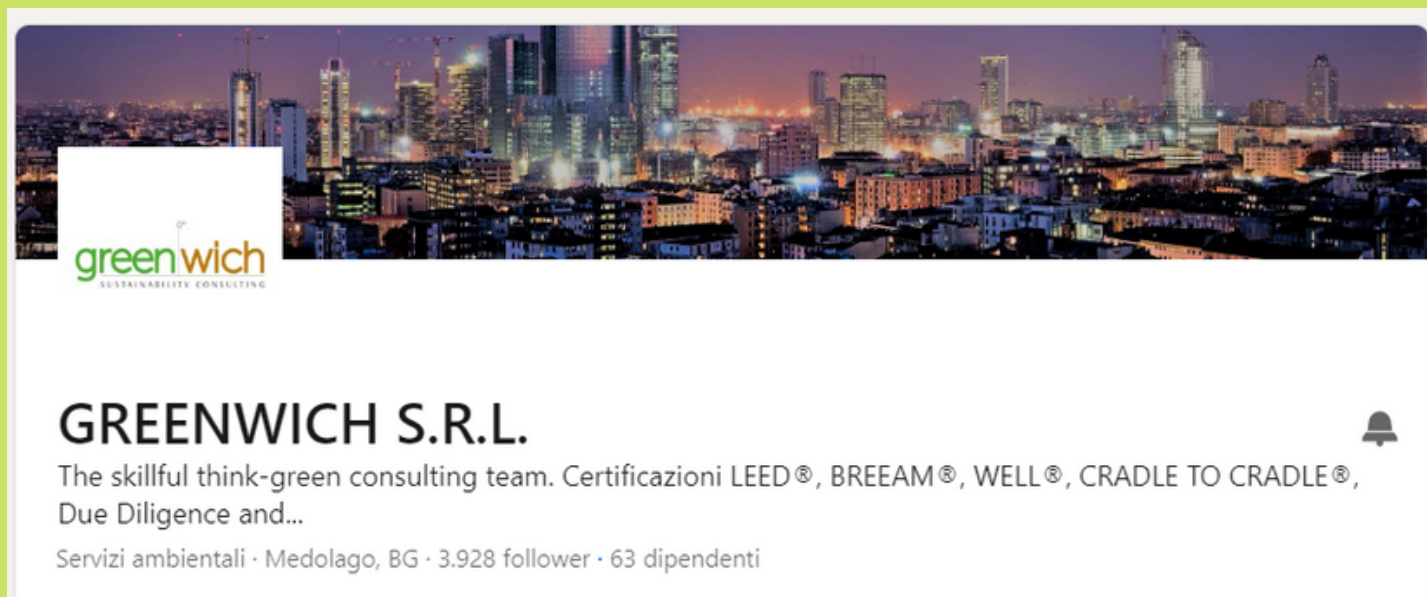 greenwich
SUSTAINABILITY CONSULTING
GREENWICH S.R.L.
The skillful think-green consulting team. Certificazioni LEED®, BREEAM®, WELL®, CRADLE TO CRADLE®,
Due Diligence and...
Servizi ambientali · Medolago, BG · 3.928 follower · 63 dipendenti